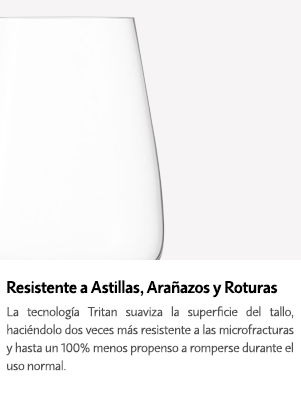 Resistente a Astillas, Arañazos y Roturas
La tecnología Tritan suaviza la superficie del tallo,
haciéndolo dos veces más resistente a las microfracturas
y hasta un 100% menos propenso a romperse durante el
uso normal.